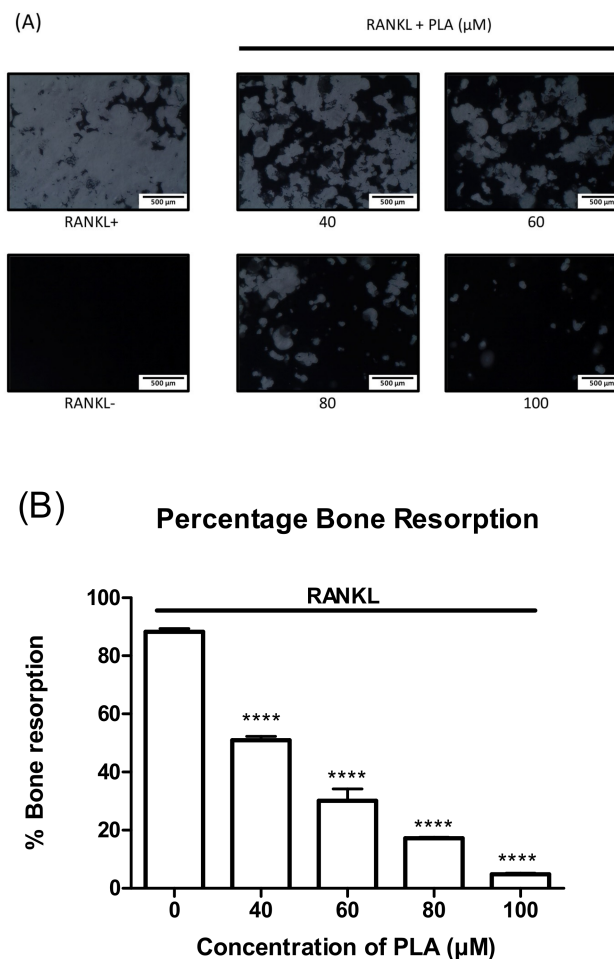 (A)
RANKL + PLA (µM)
500 µm
500 µm
500 µm
RANKL+
40
60
500 µm
500 µm
500 µm
RANKL-
80
100
(B)
Percentage Bone Resorption
RANKL
100
80
60
40
20
0
% Bone resorption
****
****
****
****
0
40
60
80
100
Concentration of PLA (µM)